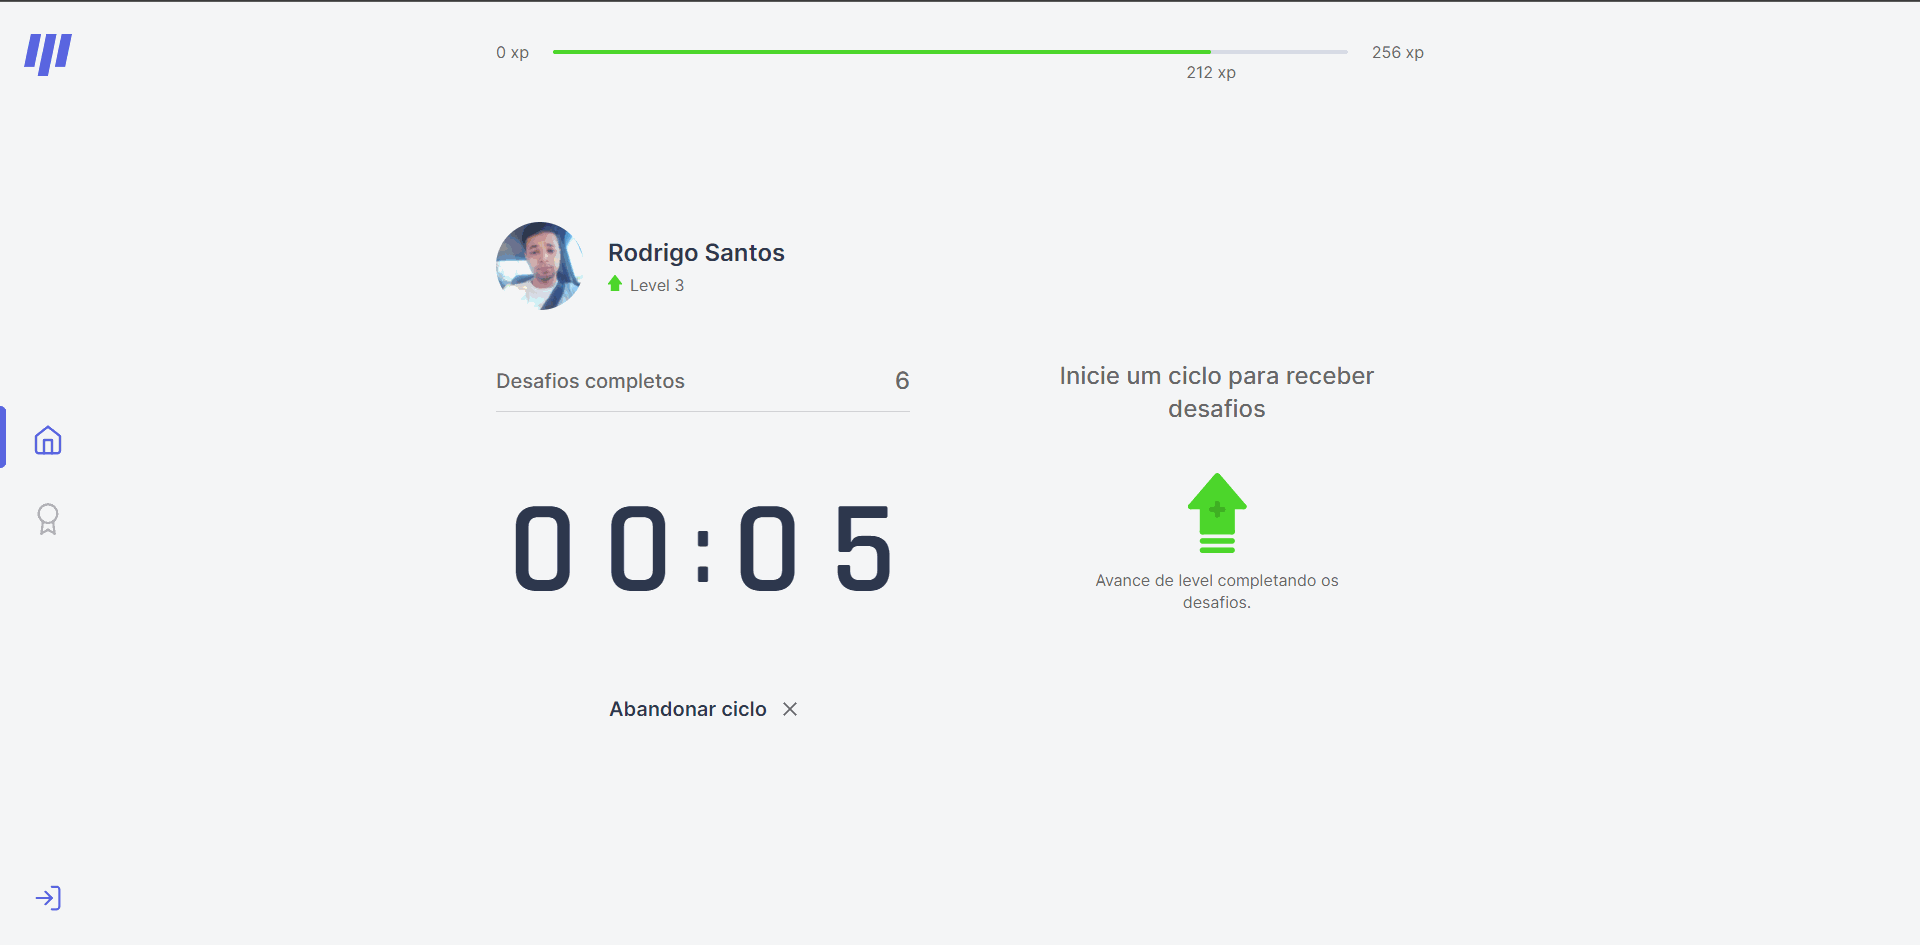 0 xp
256 xp
212 xp
Rodrigo Santos
Level 3
Desafios completos
6
00:05
Abandonar ciclo
Inicie um ciclo para receber
desafios
Avance de level completando os
desafios.